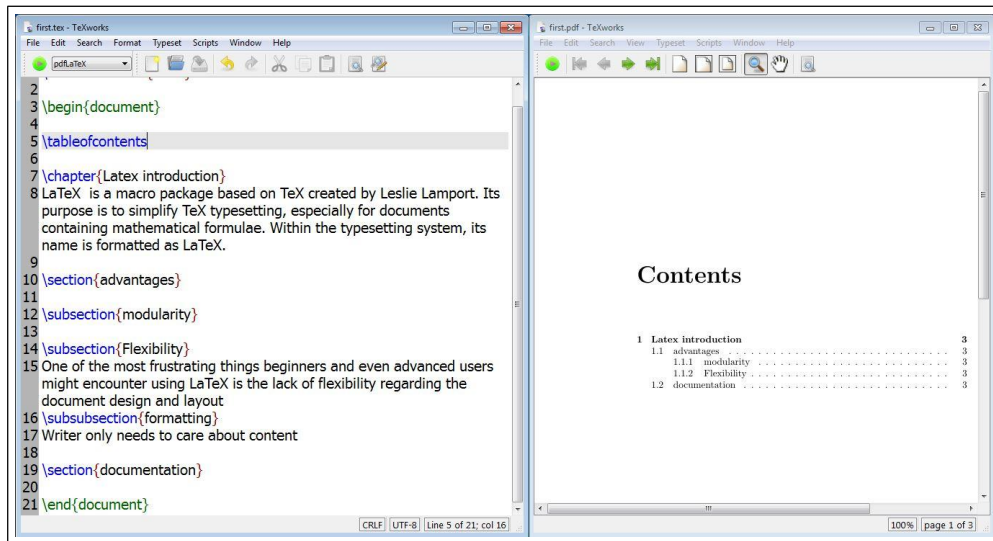 first.tex - TeXworks
File Edit Search Format Typeset Scripts Window Help
pdfLaTeX
2
3 \begin{document}
4
5 \tableofcontents
6
7 \chapter{Latex introduction}
8 LaTeX is a macro package based on TeX created by Leslie Lamport. Its
purpose is to simplify TeX typesetting, especially for documents
containing mathematical formulae. Within the typesetting system, its
name is formatted as LaTeX.
9
10 \section{advantages}
11
12 \subsection{modularity}
13
14 \subsection{Flexibility}
15 One of the most frustrating things beginners and even advanced users
might encounter using LaTeX is the lack of flexibility regarding the
document design and layout
16 \subsubsection{formatting}
17 Writer only needs to care about content
18
19 \section{documentation}
20
21 \end{document}
CRLF UTF-8 Line 5 of 21; col 16
first.pdf - TeXworks
File Edit Search View Typeset Scripts Window Help
Contents
1 Latex introduction 3
1.1 advantages . . . . . . . . . . . . . . . . . . . . . . . . . . . . . . 3
1.1.1 modularity . . . . . . . . . . . . . . . . . . . . . . . . . . 3
1.1.2 Flexibility . . . . . . . . . . . . . . . . . . . . . . . . . . . 3
1.2 documentation . . . . . . . . . . . . . . . . . . . . . . . . . . . . 3
100% page 1 of 3